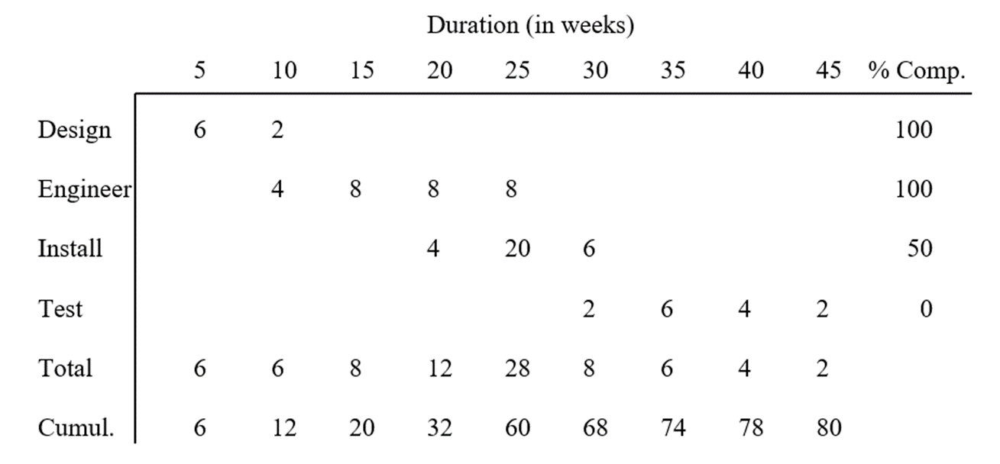 Duration (in weeks)
5 10 15 20 25 30 35 40 45 % Comp.
Design 6 2 100
Engineer 4 8 8 8 100
Install 4 20 6 50
Test 2 6 4 2 0
Total 6 6 8 12 28 8 6 4 2
Cumul. 6 12 20 32 60 68 74 78 80